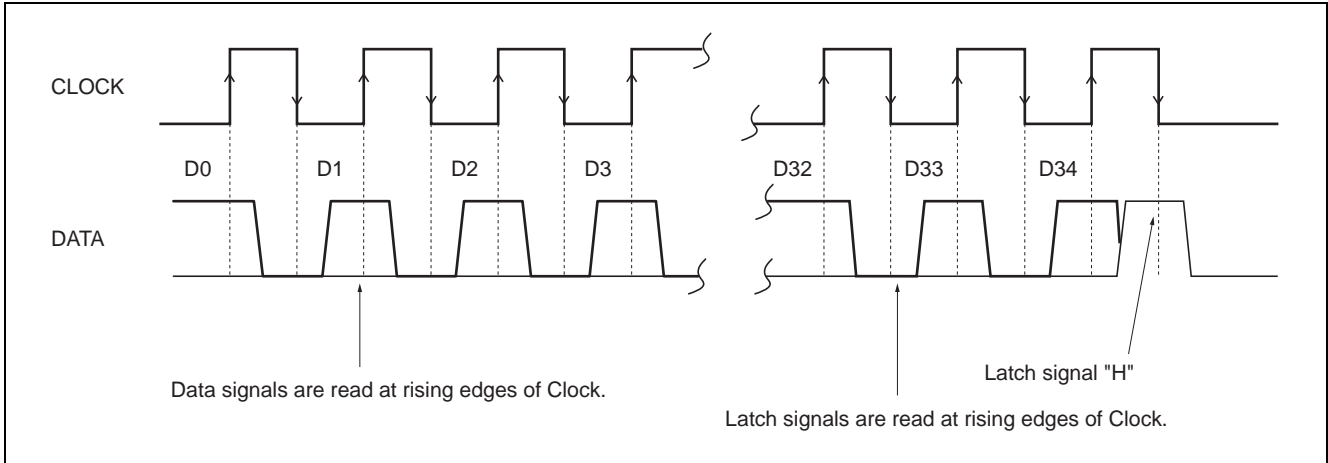 CLOCK
D0 D1 D2 D3 D32 D33 D34
DATA
Latch signal "H"
Data signals are read at rising edges of Clock.
Latch signals are read at rising edges of Clock.